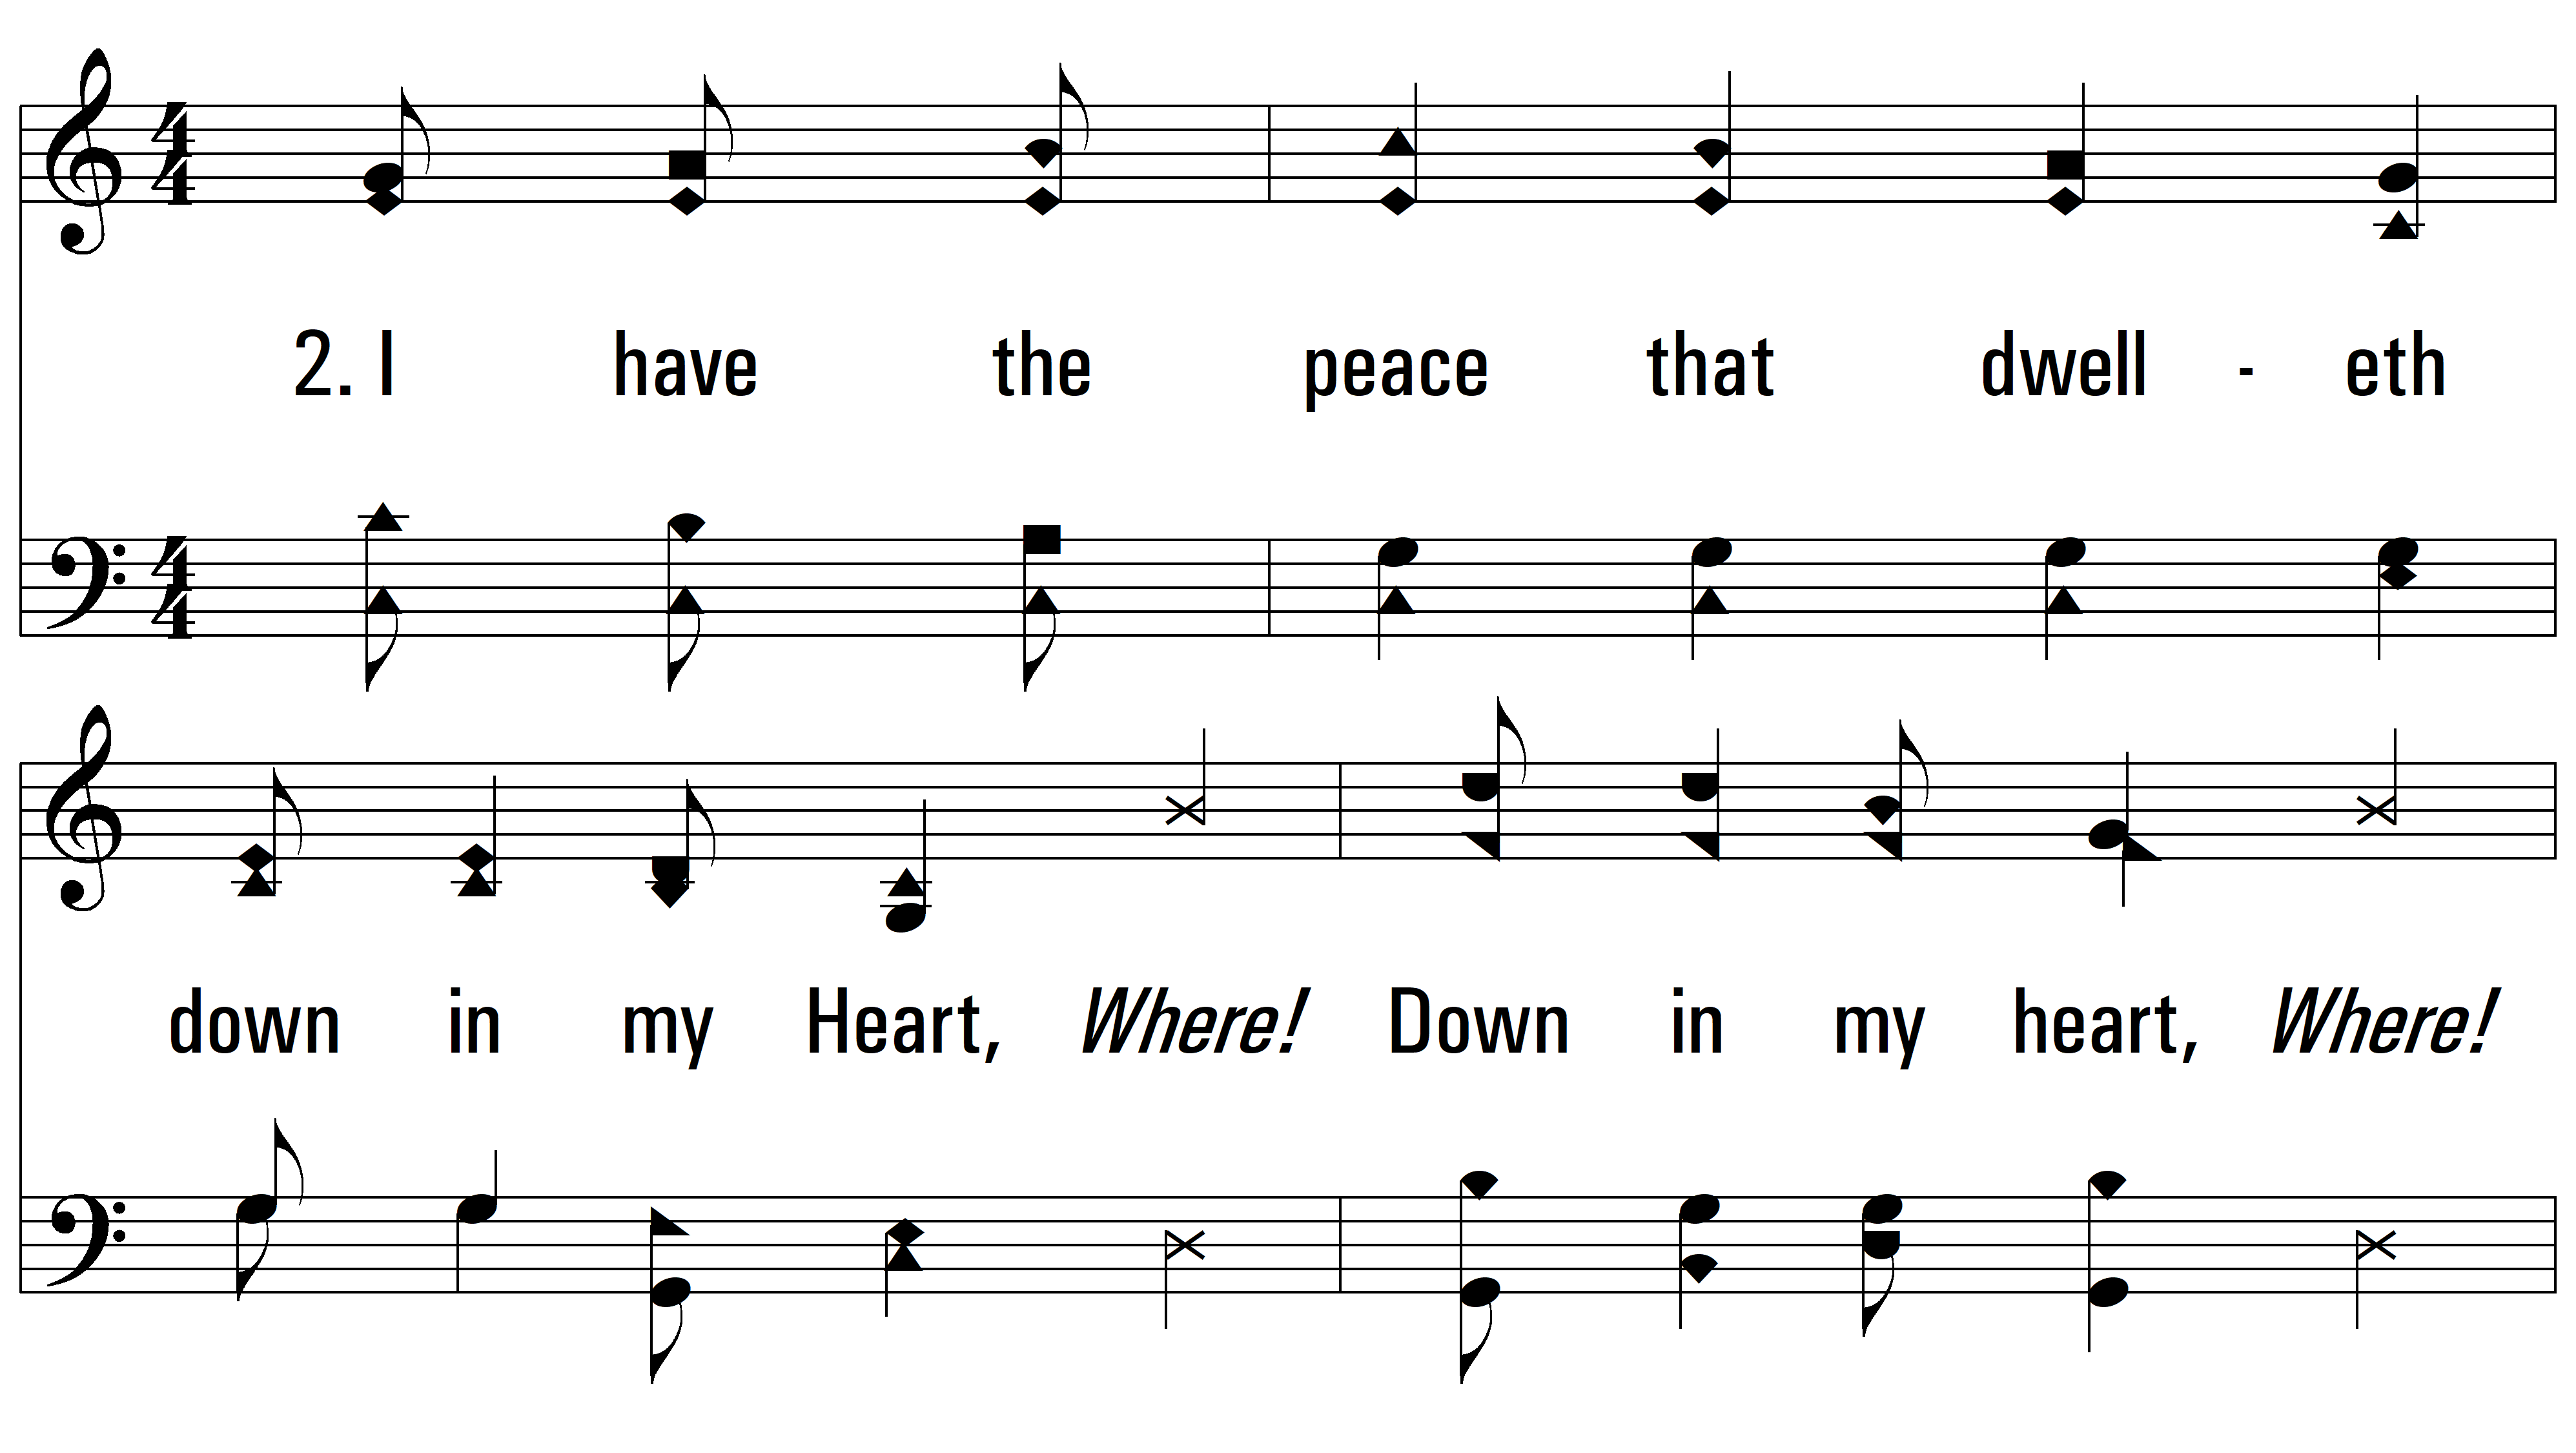 2. I have the peace that dwell - eth
down in my Heart, Where! Down in my heart, Where!